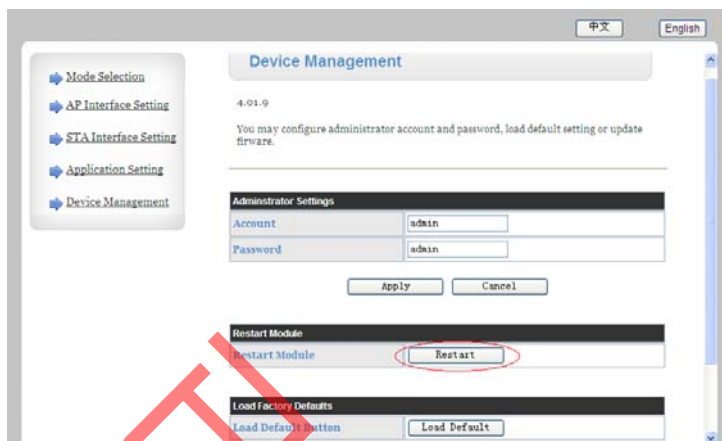 中文 English
Device Management
Mode Selection
AP Interface Setting
STA Interface Setting
Application Setting
Device Management
4.01.9
You may configure administrator account and password, load default setting or update
firware.
Adminstrator Settings
Account admin
Password admin
Apply Cancel
Restart Module
Restart Module Restart
Load Factory Defaults
Load Default Button Load Default